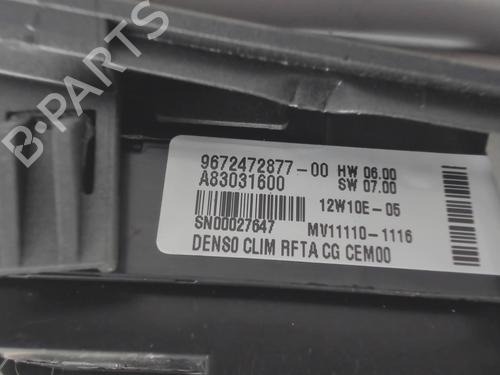 B-PARTS
9672472877-00 HW 06.00
A83031600 SW 07.00
12W10E-05
SN00027647 MV11110-1116
DENSO CLIM RFTA CG CEM00